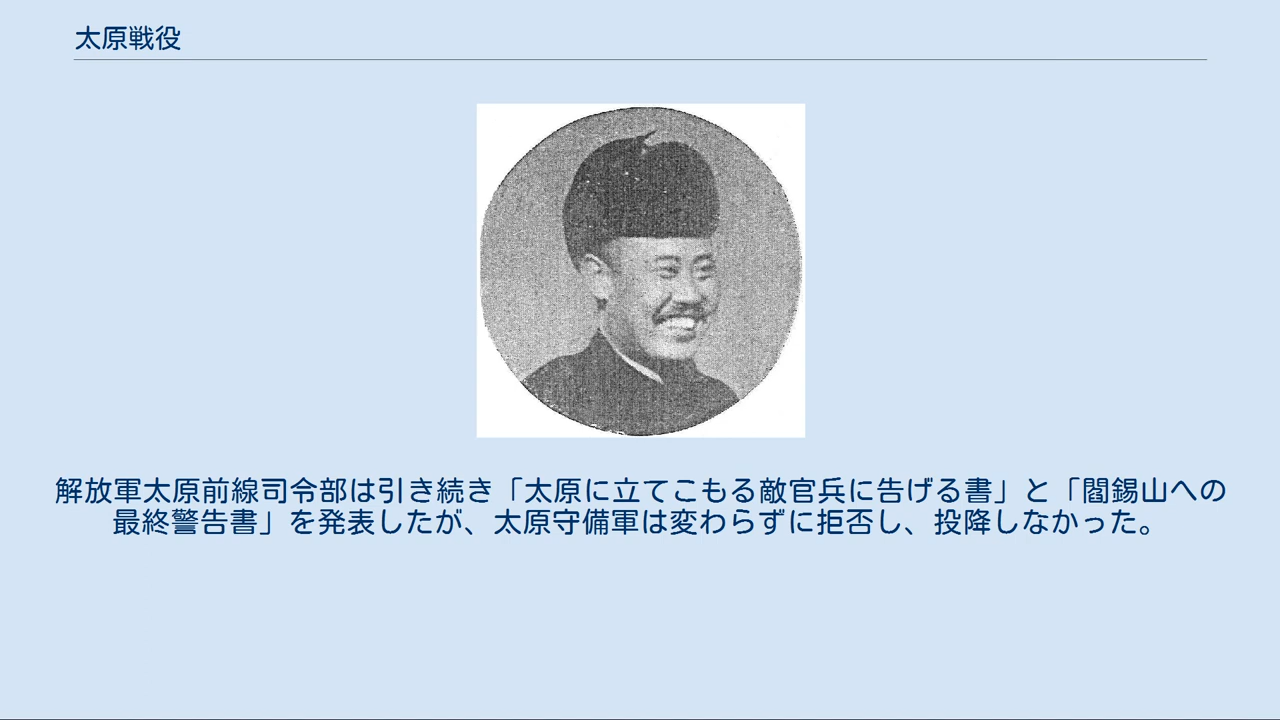 太原戦役
解放軍太原前線司令部は引き続き「太原に立てこもる敵官兵に告げる書」と「閻錫山への
最終警告書」を発表したが、太原守備軍は変わらずに拒否し、投降しなかった。